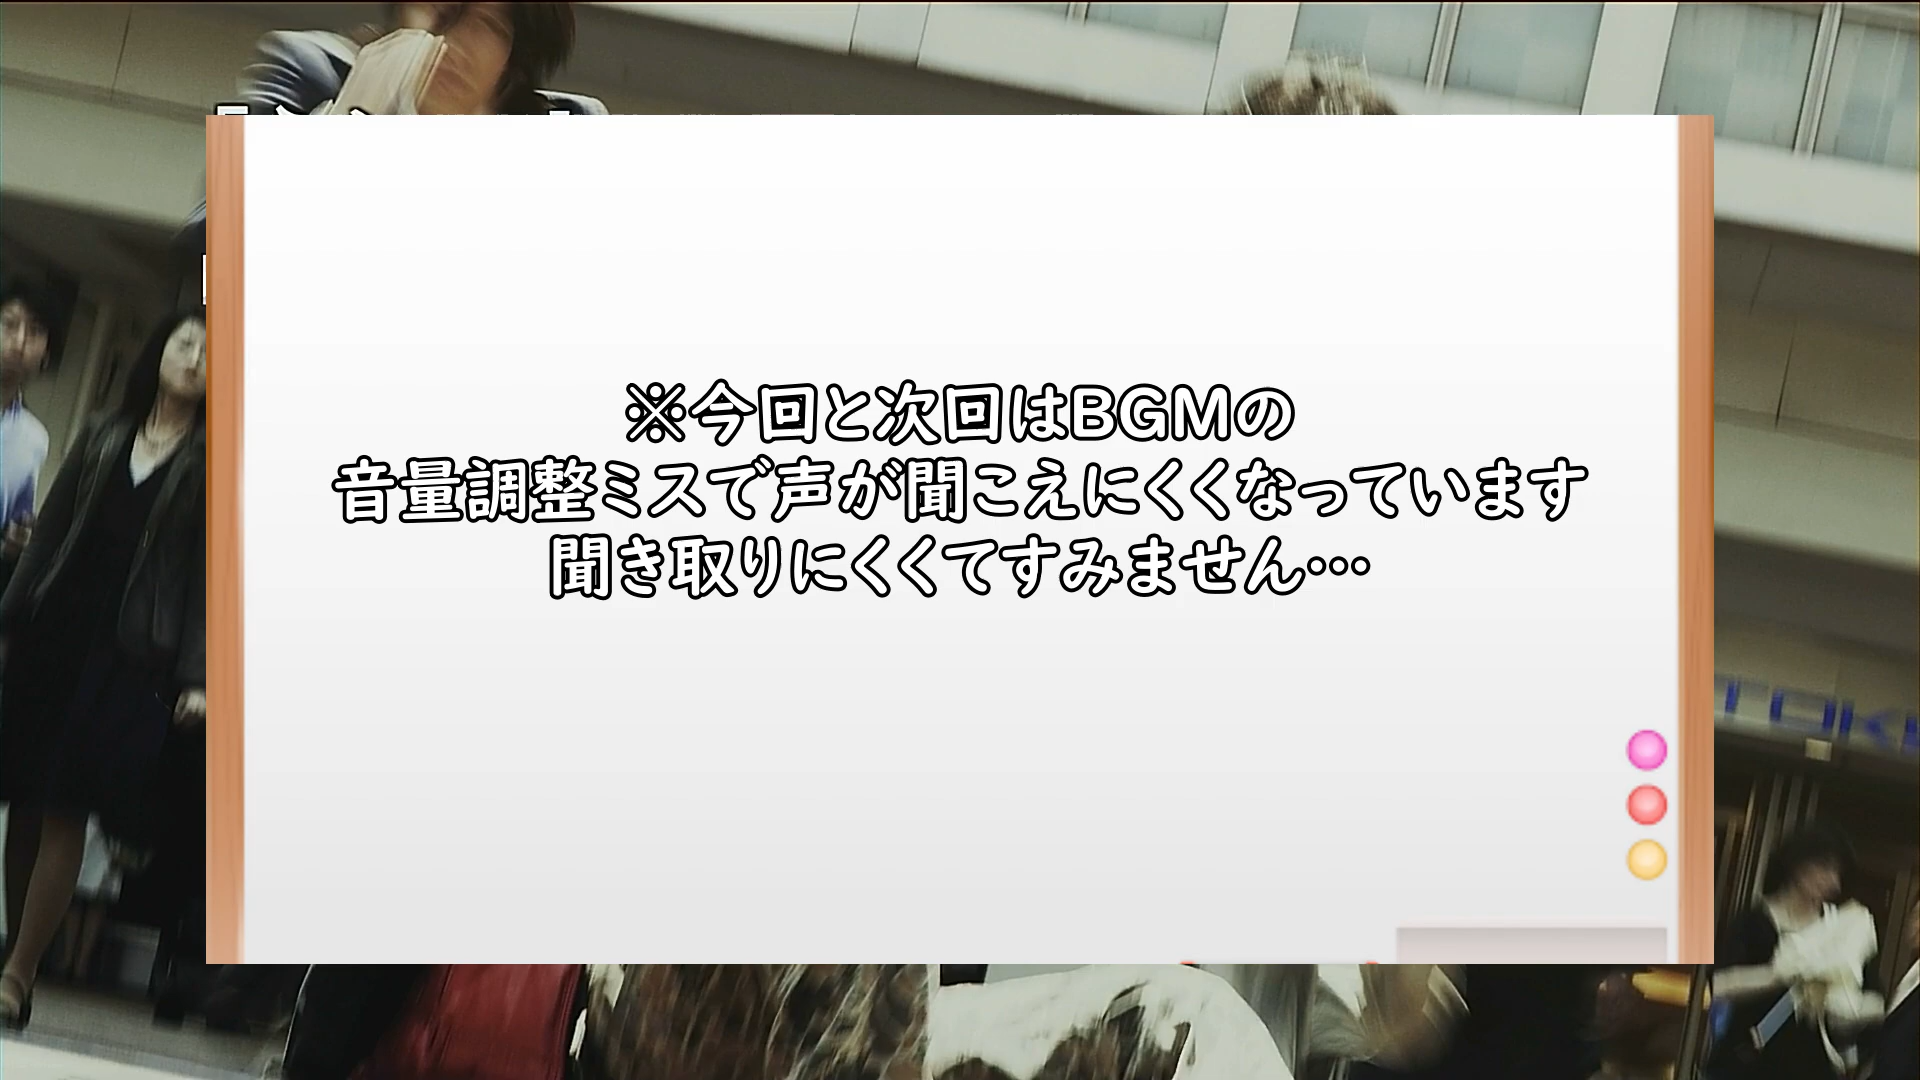 ※今回と次回はBGMの
音量調整ミスで声が聞こえにくくなっています
聞き取りにくくてすみません…